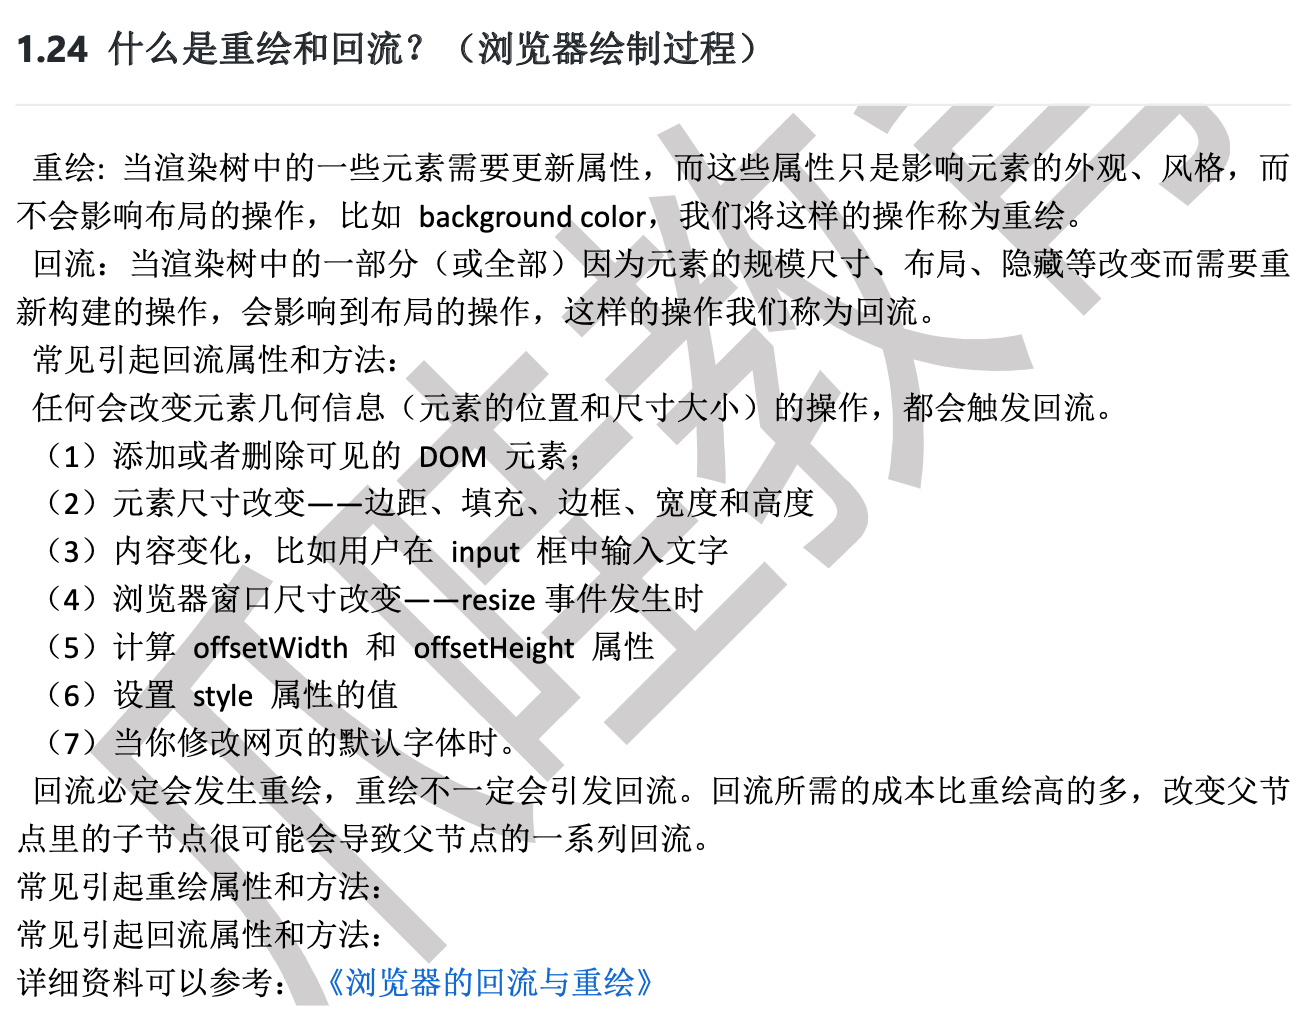 1.24 什么是重绘和回流？（浏览器绘制过程）
重绘: 当渲染树中的一些元素需要更新属性，而这些属性只是影响元素的外观、风格，而
不会影响布局的操作，比如 background color，我们将这样的操作称为重绘。
回流：当渲染树中的一部分（或全部）因为元素的规模尺寸、布局、隐藏等改变而需要重
新构建的操作，会影响到布局的操作，这样的操作我们称为回流。
常见引起回流属性和方法：
任何会改变元素几何信息（元素的位置和尺寸大小）的操作，都会触发回流。
（1）添加或者删除可见的 DOM 元素；
（2）元素尺寸改变——边距、填充、边框、宽度和高度
（3）内容变化，比如用户在 input 框中输入文字
（4）浏览器窗口尺寸改变——resize 事件发生时
（5）计算 offsetWidth 和 offsetHeight 属性
（6）设置 style 属性的值
（7）当你修改网页的默认字体时。
回流必定会发生重绘，重绘不一定会引发回流。回流所需的成本比重绘高的多，改变父节
点里的子节点很可能会导致父节点的一系列回流。
常见引起重绘属性和方法：
常见引起回流属性和方法：
详细资料可以参考：《浏览器的回流与重绘》
爪哇教育